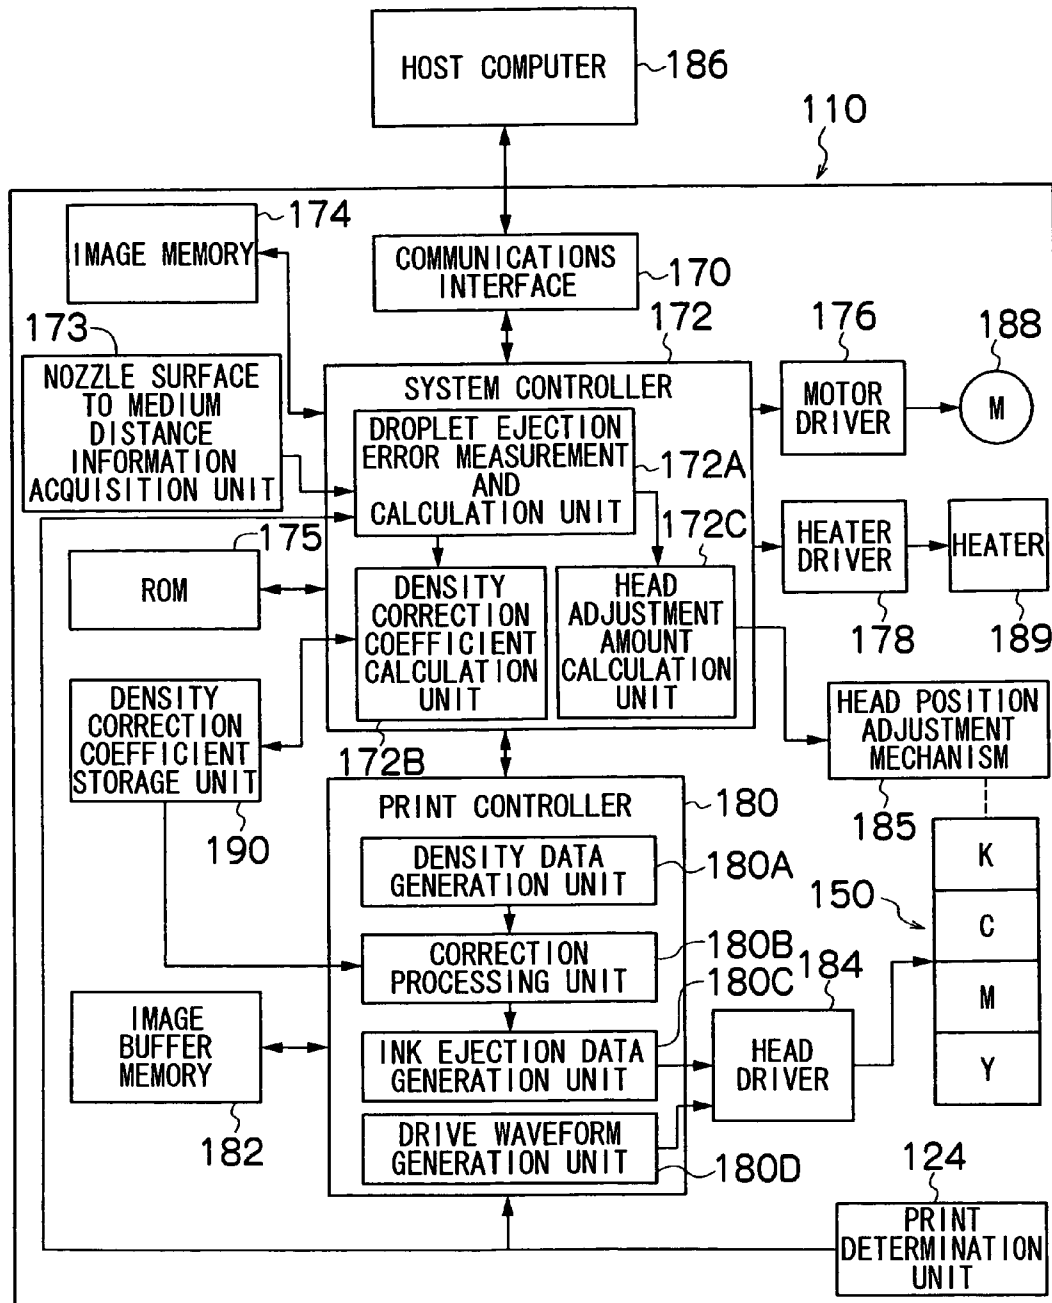 HOST COMPUTER
186
110
IMAGE MEMORY
174
COMMUNICATIONS
INTERFACE
170
173
NOZZLE SURFACE
TO MEDIUM
DISTANCE
INFORMATION
ACQUISITION UNIT
172
SYSTEM CONTROLLER
DROPLET EJECTION
ERROR MEASUREMENT
AND
CALCULATION UNIT
172A
176
MOTOR
DRIVER
188
M
175
ROM
172C
DENSITY
CORRECTION
COEFFICIENT
CALCULATION
UNIT
HEAD
ADJUSTMENT
AMOUNT
CALCULATION
UNIT
HEATER
DRIVER
178
HEATER
189
DENSITY
CORRECTION
COEFFICIENT
STORAGE UNIT
190
172B
HEAD POSITION
ADJUSTMENT
MECHANISM
185
PRINT CONTROLLER
180
DENSITY DATA
GENERATION UNIT
180A
CORRECTION
PROCESSING UNIT
180B
180C
INK EJECTION DATA
GENERATION UNIT
DRIVE WAVEFORM
GENERATION UNIT
180D
IMAGE
BUFFER
MEMORY
182
184
HEAD
DRIVER
150
K
C
M
Y
124
PRINT
DETERMINATION
UNIT